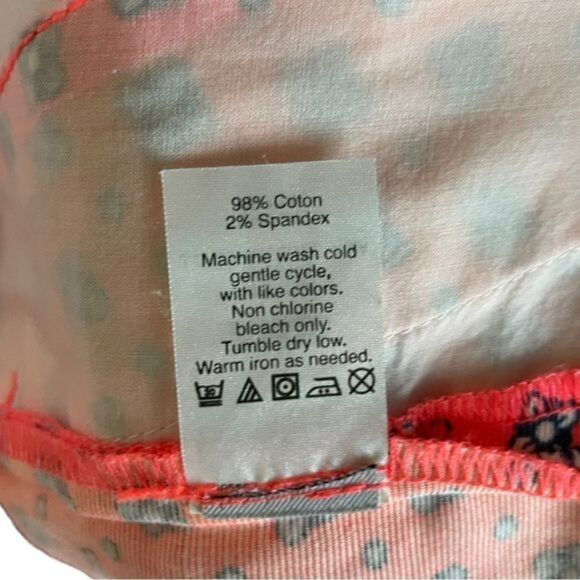 98% Coton
2% Spandex
Machine wash cold
gentle cycle,
with like colors.
Non chlorine
bleach only.
Tumble dry low.
Warm iron as needed.
30